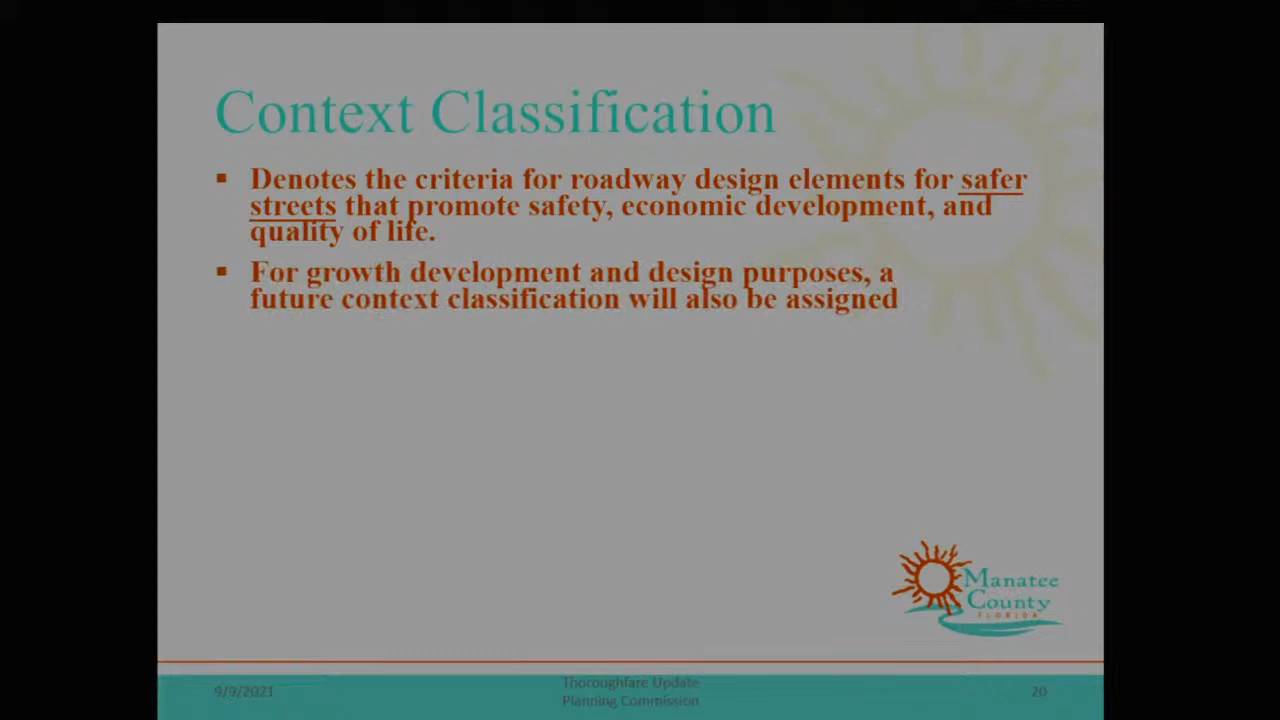 Context Classification
▪ Denotes the criteria for roadway design elements for safer
streets that promote safety, economic development, and
quality of life.
▪ For growth development and design purposes, a
future context classification will also be assigned
Manatee
County
FLORIDA
9/9/2021
Thoroughfare Update
Planning Commission
20